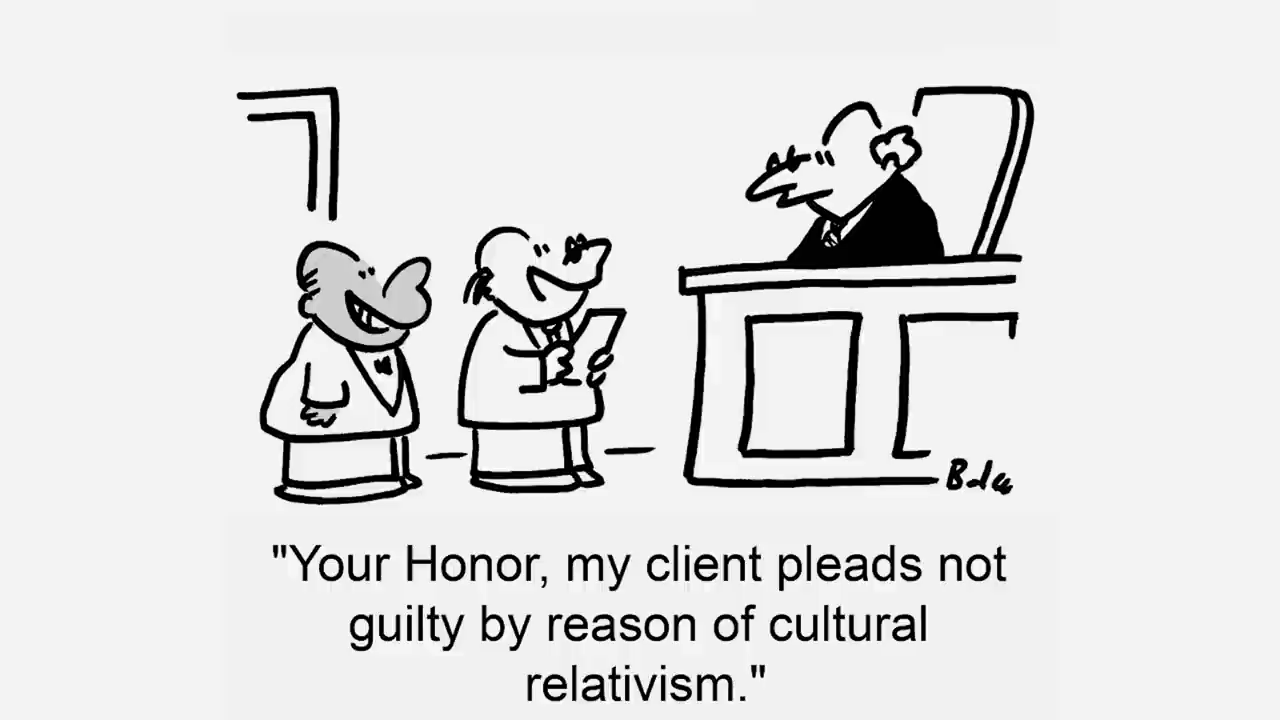 "Your Honor, my client pleads not
guilty by reason of cultural
relativism."